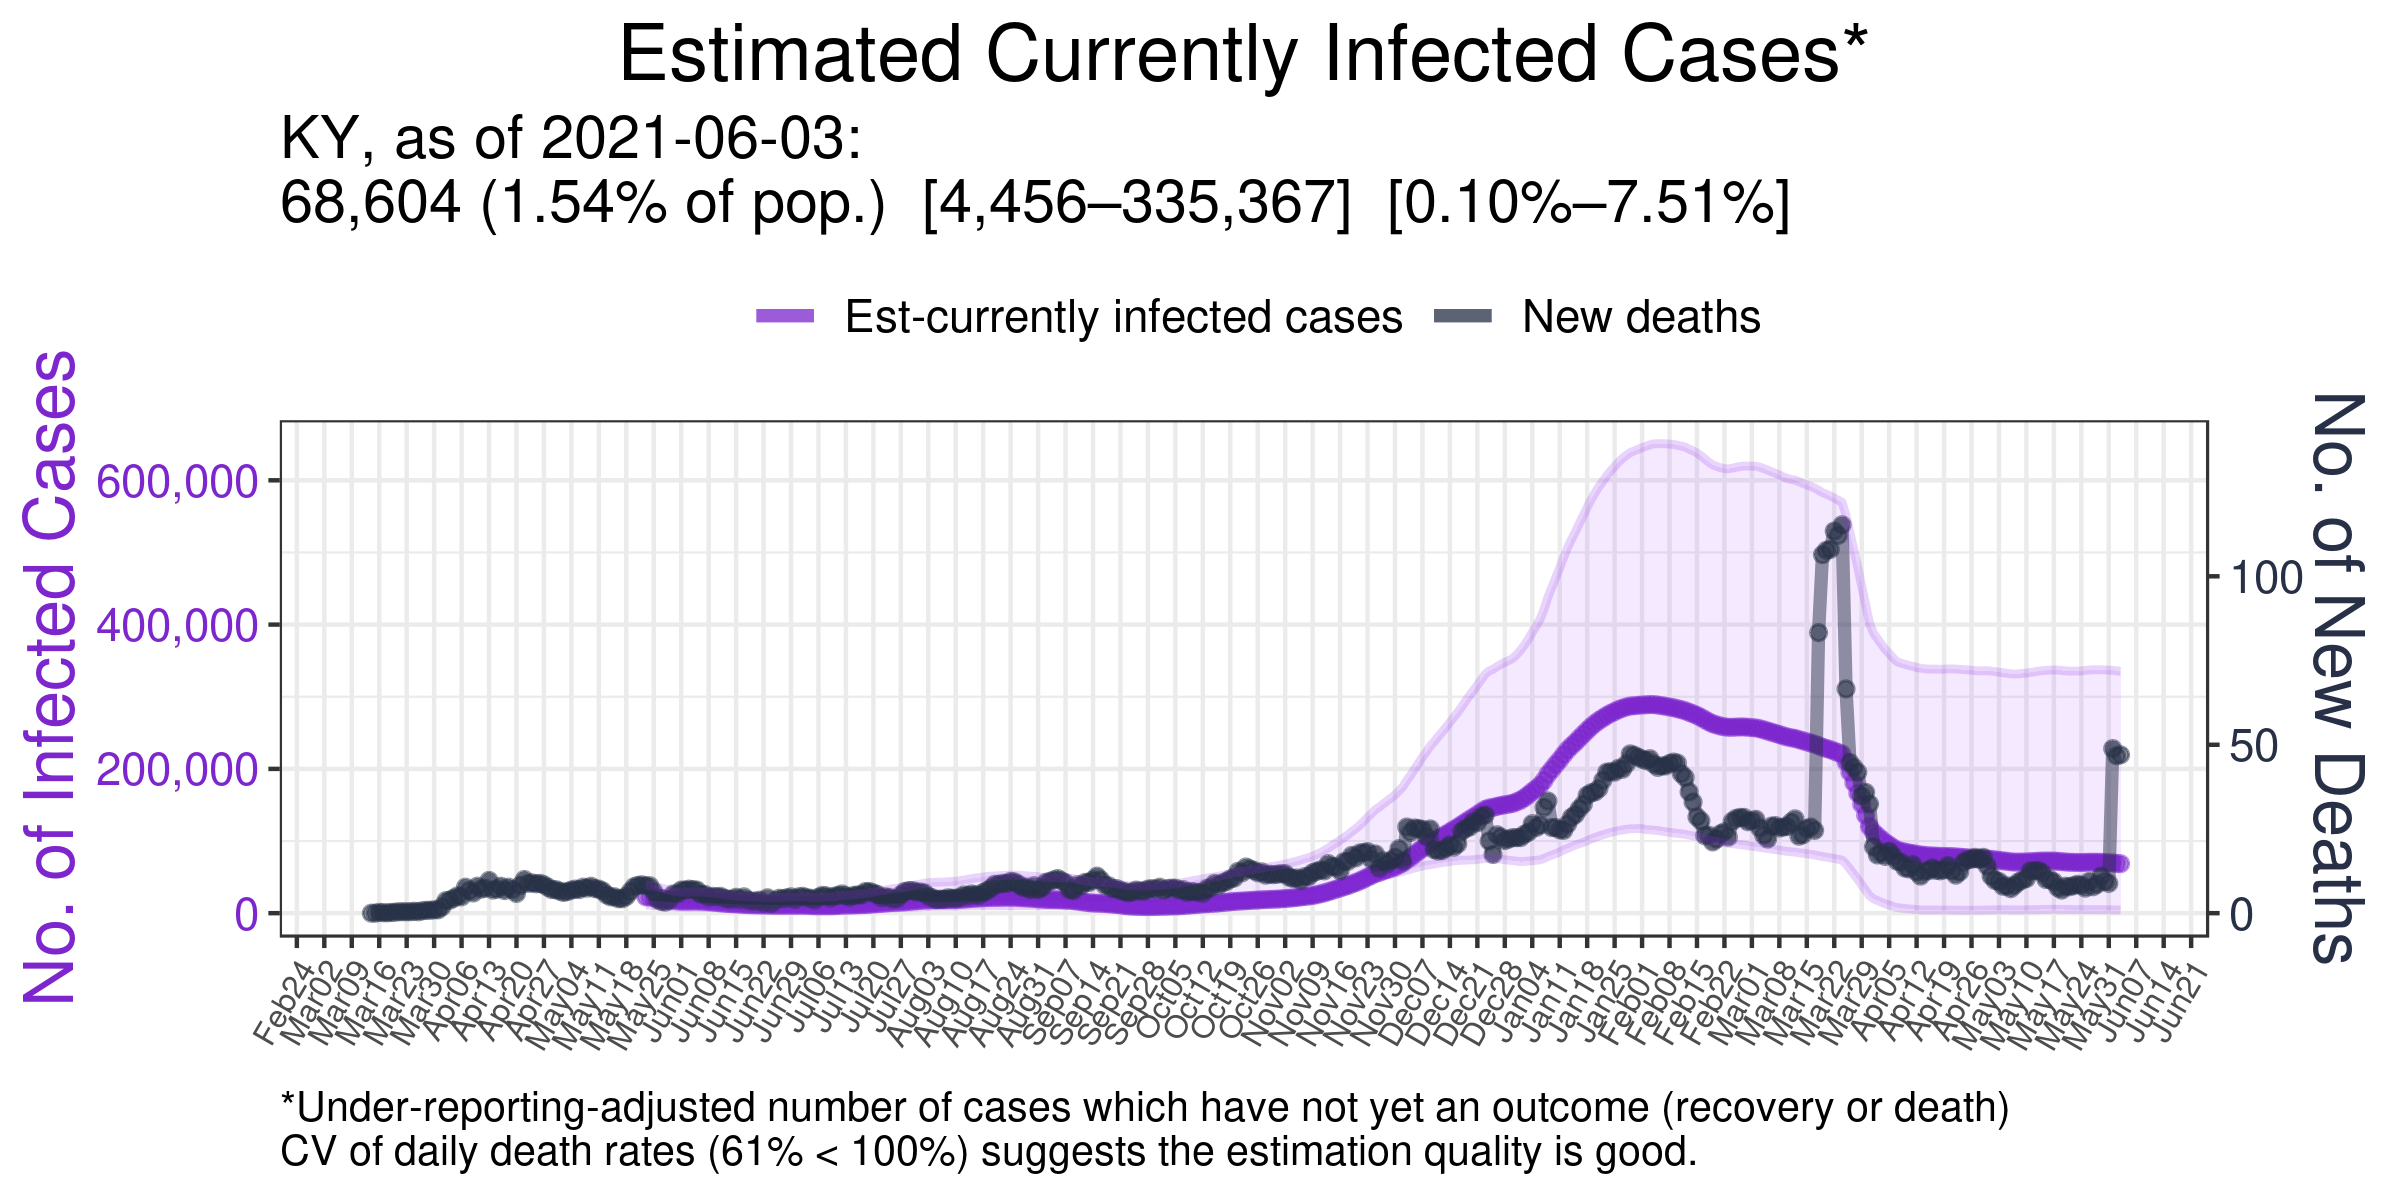 Estimated Currently Infected Cases*
KY, as of 2021-06-03:
68,604 (1.54% of pop.) [4,456–335,367] [0.10%–7.51%]
Est-currently infected cases
New deaths
No. of Infected Cases
600,000
400,000
200,000
0
100
50
0
No. of New Deaths
Feb24
Mar02
Mar09
Mar16
Mar23
Mar30
Apr06
Apr13
Apr20
Apr27
May04
May11
May18
May25
Jun01
Jun08
Jun15
Jun22
Jun29
Jul06
Jul13
Jul20
Jul27
Aug03
Aug10
Aug17
Aug24
Aug31
Sep07
Sep14
Sep21
Sep28
Oct05
Oct12
Oct19
Oct26
Nov02
Nov09
Nov16
Nov23
Nov30
Dec07
Dec14
Dec21
Dec28
Jan04
Jan11
Jan18
Jan25
Feb01
Feb08
Feb15
Feb22
Mar01
Mar08
Mar15
Mar22
Mar29
Apr05
Apr12
Apr19
Apr26
May03
May10
May17
May24
May31
Jun07
Jun14
Jun21
*Under-reporting-adjusted number of cases which have not yet an outcome (recovery or death)
CV of daily death rates (61% < 100%) suggests the estimation quality is good.